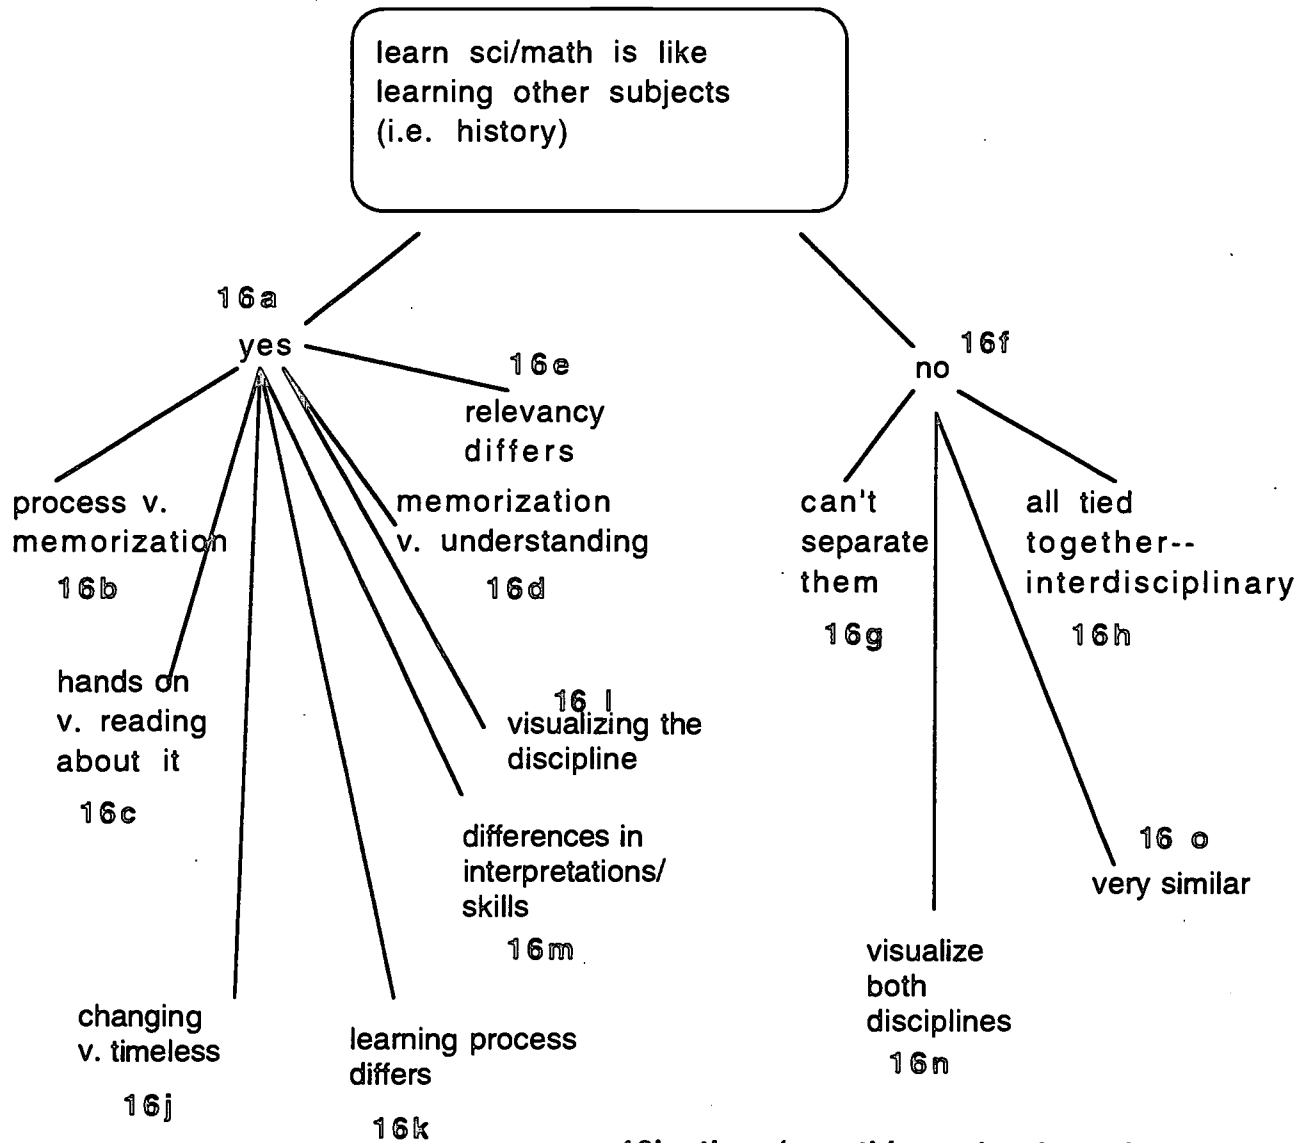 learn sci/math is like
learning other subjects
(i.e. history)
16a
yes
16e
relevancy
differs
16f
no
process v.
memorization
16b
memorization
v. understanding
16d
can't
separate
them
16g
all tied
together--
interdisciplinary
16h
hands on
v. reading
about it
16c
16 l
visualizing the
discipline
differences in
interpretations/
skills
16m
16 o
very similar
visualize
both
disciplines
16n
changing
v. timeless
16j
learning process
differs
16k